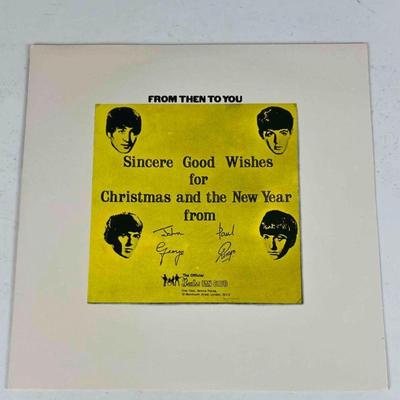 FROM THEN TO YOU
Sincere Good Wishes
for
Christmas and the New Year
from
John Paul
George Ringo
The Official
Beatles FAN CLUB